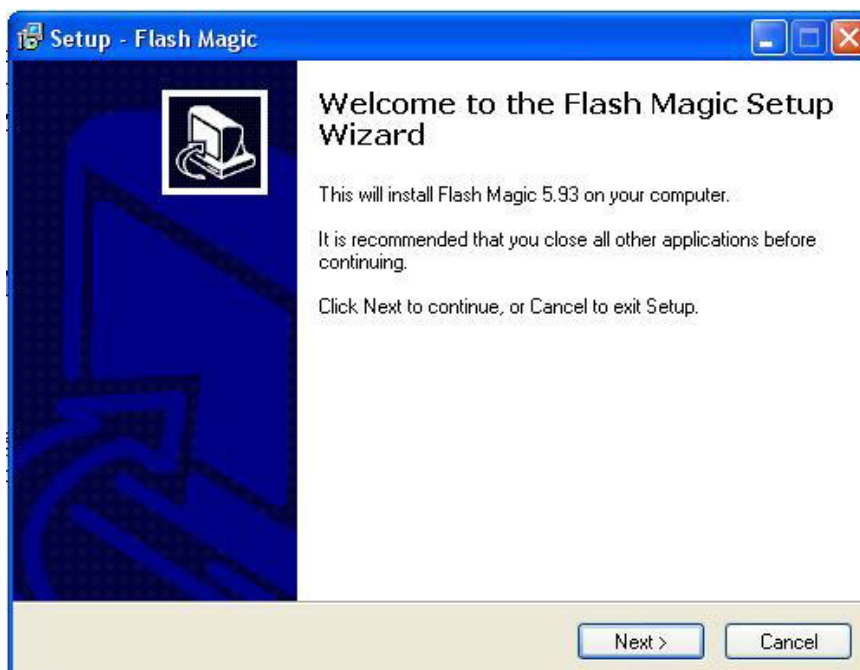 Setup - Flash Magic
Welcome to the Flash Magic Setup
Wizard
This will install Flash Magic 5.93 on your computer.
It is recommended that you close all other applications before
continuing.
Click Next to continue, or Cancel to exit Setup.
Next >
Cancel